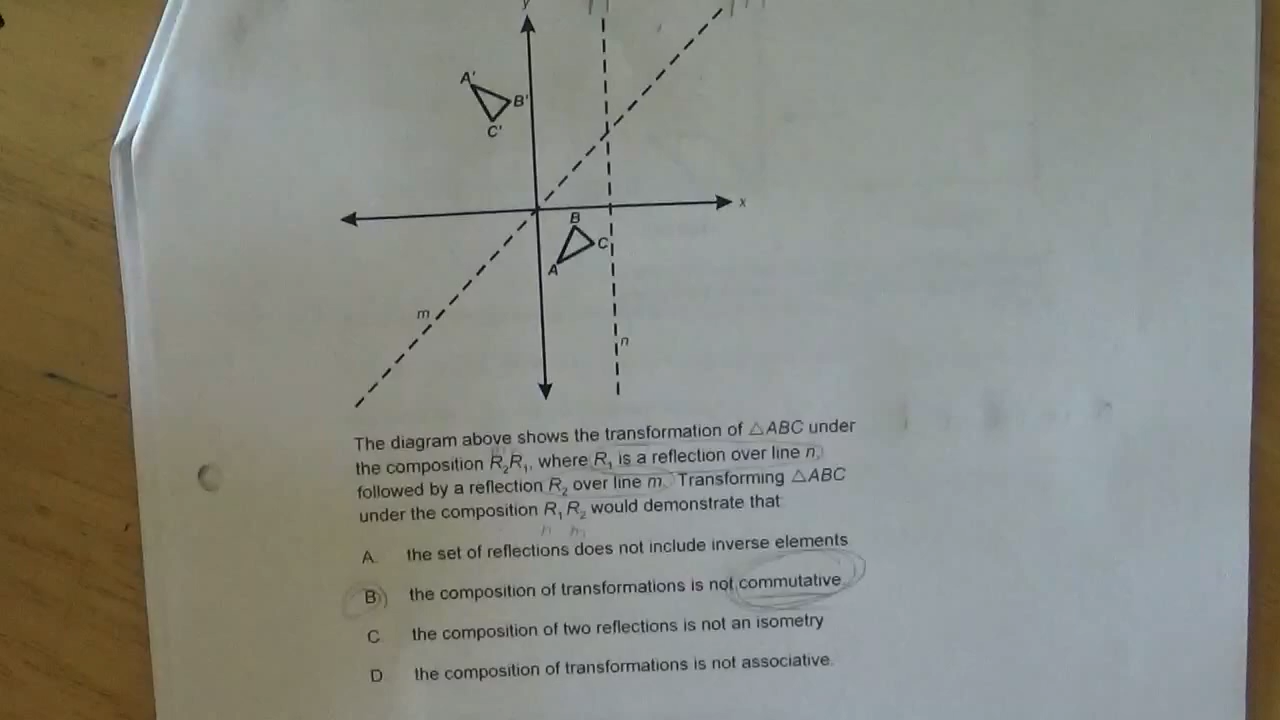 y
A'
B'
C'
x
B
C
A
m
n
The diagram above shows the transformation of △ABC under
the composition R₂R₁, where R₁ is a reflection over line n,
followed by a reflection R₂ over line m. Transforming △ABC
under the composition R₁ R₂ would demonstrate that
n m
A. the set of reflections does not include inverse elements
B. the composition of transformations is not commutative.
C. the composition of two reflections is not an isometry
D. the composition of transformations is not associative.